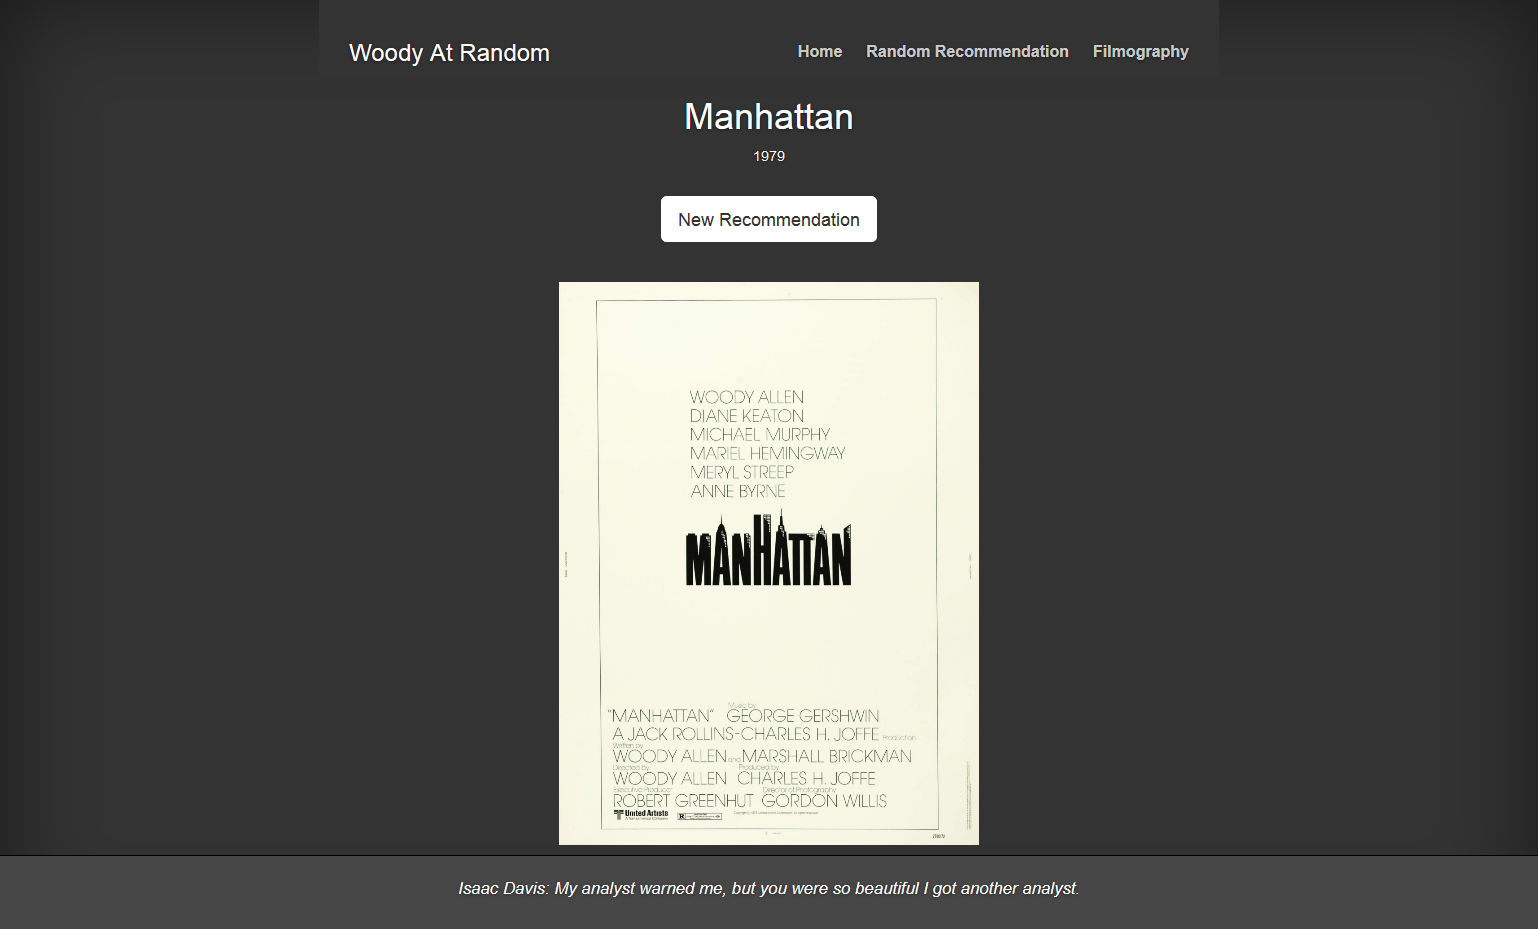 Woody At Random
Home Random Recommendation Filmography
Manhattan
1979
New Recommendation
WOODY ALLEN
DIANE KEATON
MICHAEL MURPHY
MARIEL HEMINGWAY
MERYL STREEP
ANNE BYRNE
MANHATTAN
Music by
"MANHATTAN" GEORGE GERSHWIN
A JACK ROLLINS-CHARLES H. JOFFE Production
Written by
WOODY ALLEN and MARSHALL BRICKMAN
Directed by Produced by
WOODY ALLEN CHARLES H. JOFFE
Executive Producer Director of Photography
ROBERT GREENHUT GORDON WILLIS
United Artists
R
Isaac Davis: My analyst warned me, but you were so beautiful I got another analyst.